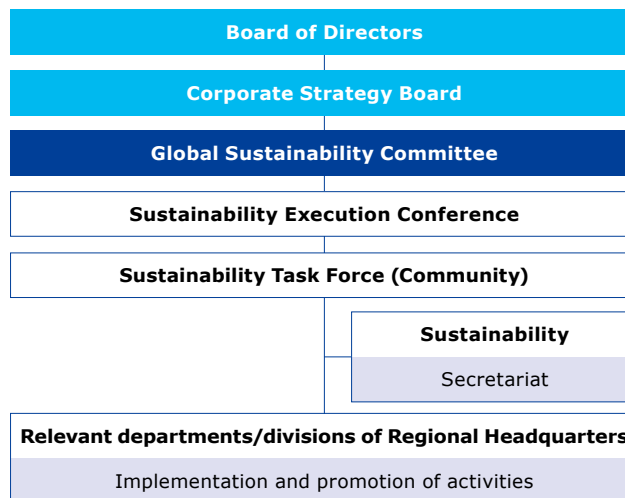 Board of Directors
Corporate Strategy Board
Global Sustainability Committee
Sustainability Execution Conference
Sustainability Task Force (Community)
Sustainability
Secretariat
Relevant departments/divisions of Regional Headquarters
Implementation and promotion of activities